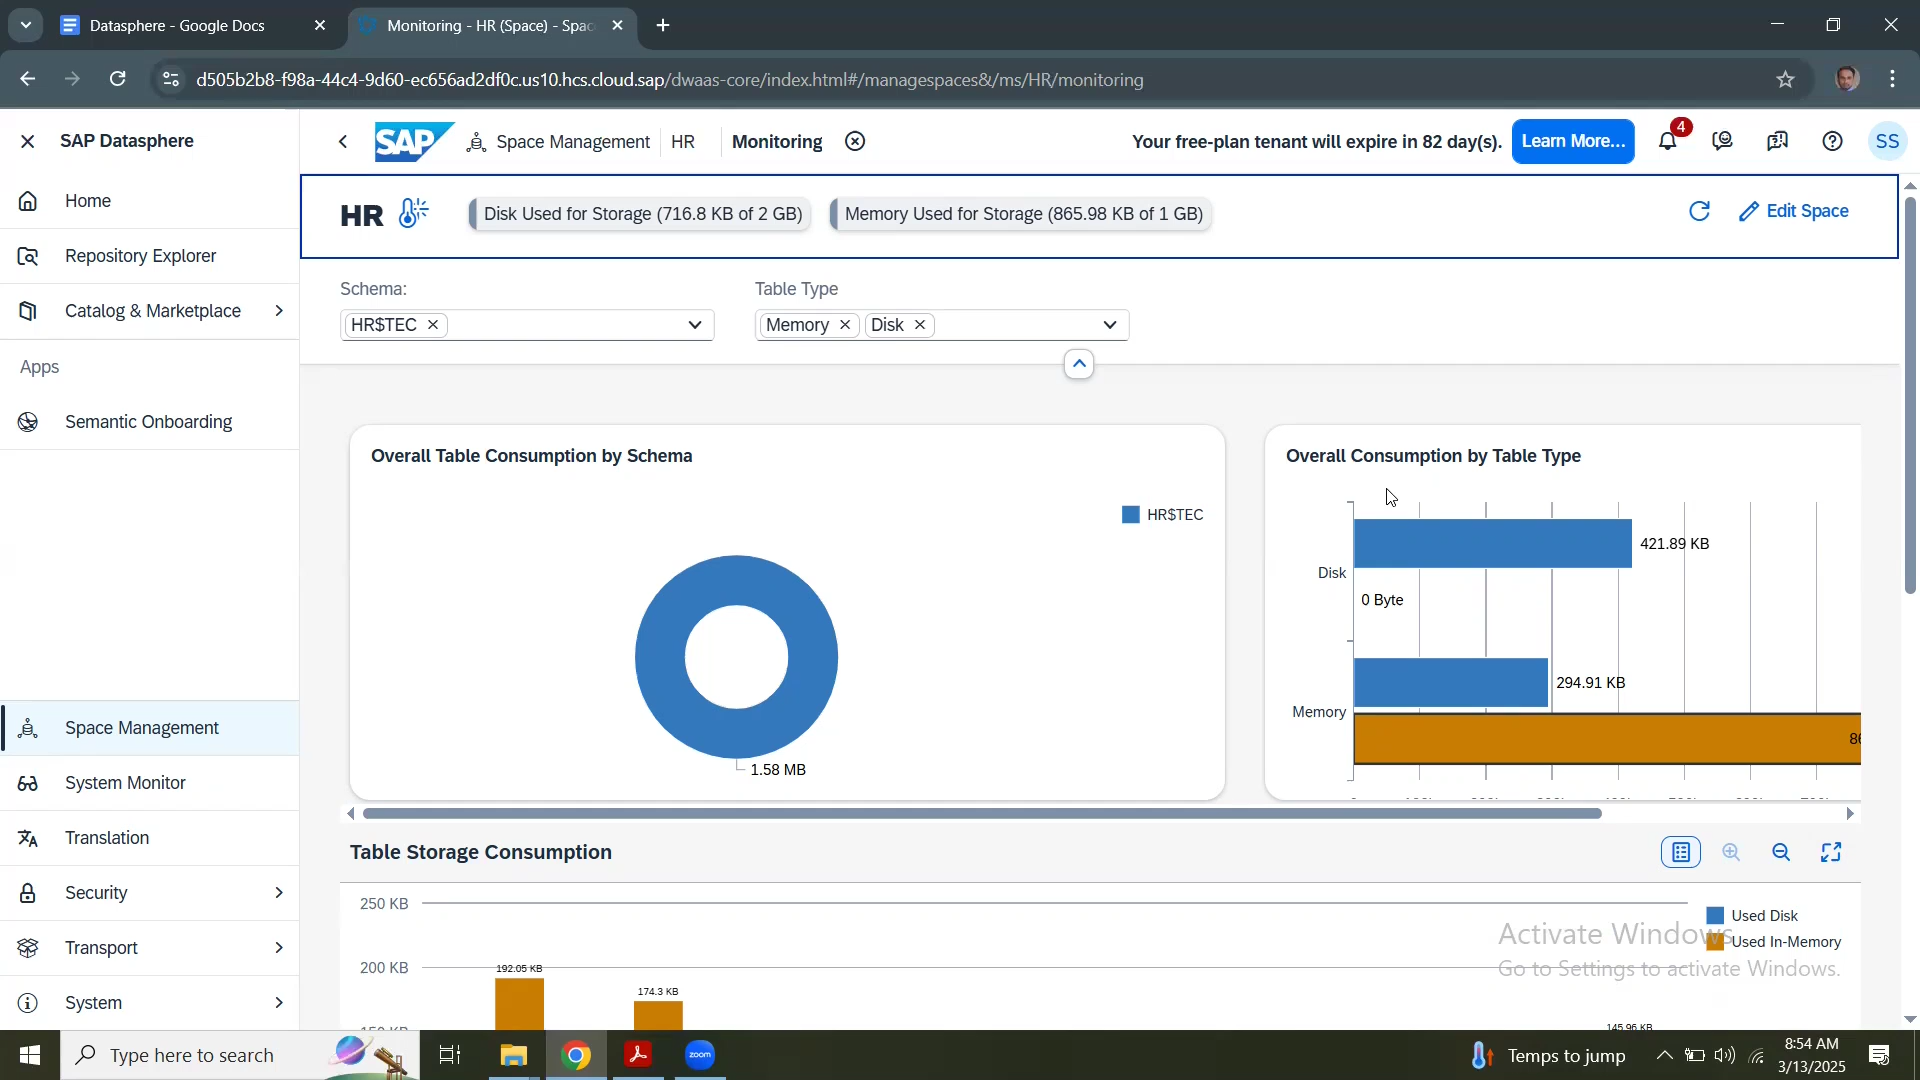 Datasphere - Google Docs
Monitoring - HR (Space) - Spac
d505b2b8-f98a-44c4-9d60-ec656ad2df0c.us10.hcs.cloud.sap/dwaas-core/index.html#/managespaces&/ms/HR/monitoring
SAP Datasphere
SAP
Space Management
HR
Monitoring
Your free-plan tenant will expire in 82 day(s).
Learn More...
4
SS
Home
Repository Explorer
Catalog & Marketplace
Apps
Semantic Onboarding
Space Management
System Monitor
Translation
Security
Transport
System
HR
Disk Used for Storage (716.8 KB of 2 GB)
Memory Used for Storage (865.98 KB of 1 GB)
Edit Space
Schema:
HR$TEC
Table Type
Memory
Disk
Overall Table Consumption by Schema
HR$TEC
1.58 MB
Overall Consumption by Table Type
421.89 KB
Disk
0 Byte
294.91 KB
Memory
86
Table Storage Consumption
250 KB
200 KB
192.05 KB
174.3 KB
145.96 KB
Used Disk
Used In-Memory
Activate Windows
Go to Settings to activate Windows.
Type here to search
zoom
Temps to jump
8:54 AM
3/13/2025